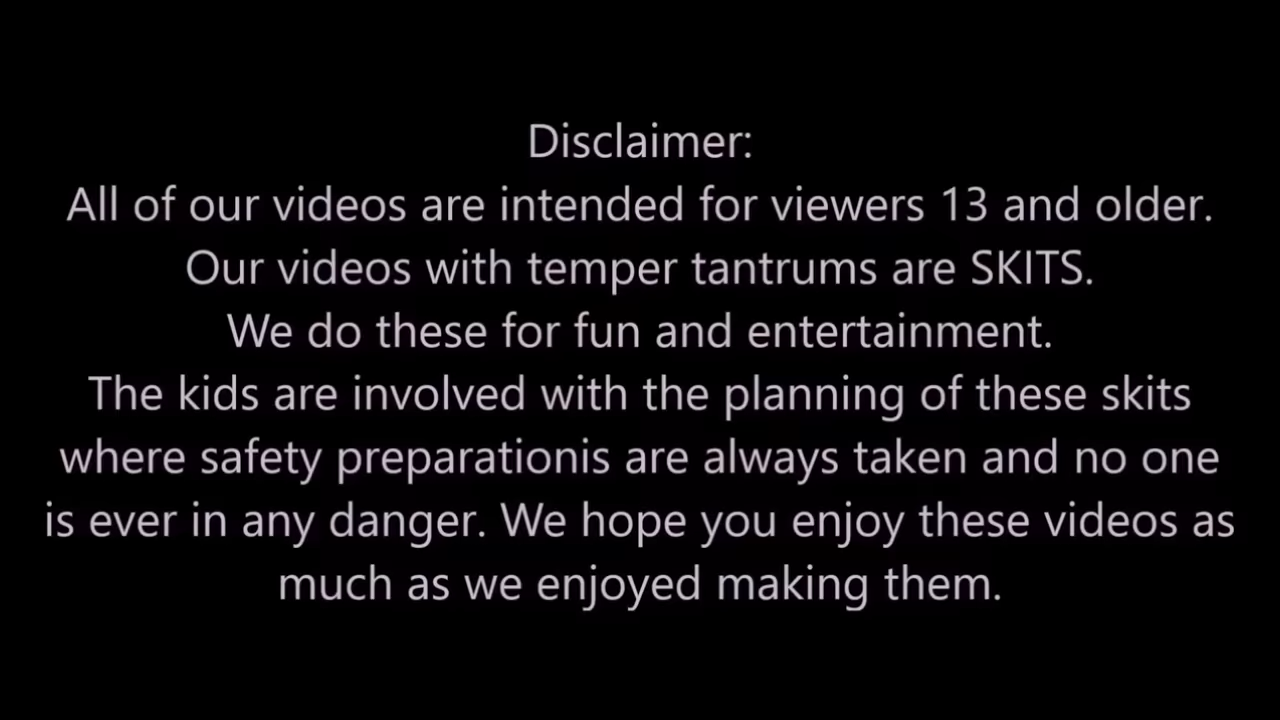 Disclaimer:
All of our videos are intended for viewers 13 and older.
Our videos with temper tantrums are SKITS.
We do these for fun and entertainment.
The kids are involved with the planning of these skits
where safety preparationis are always taken and no one
is ever in any danger. We hope you enjoy these videos as
much as we enjoyed making them.